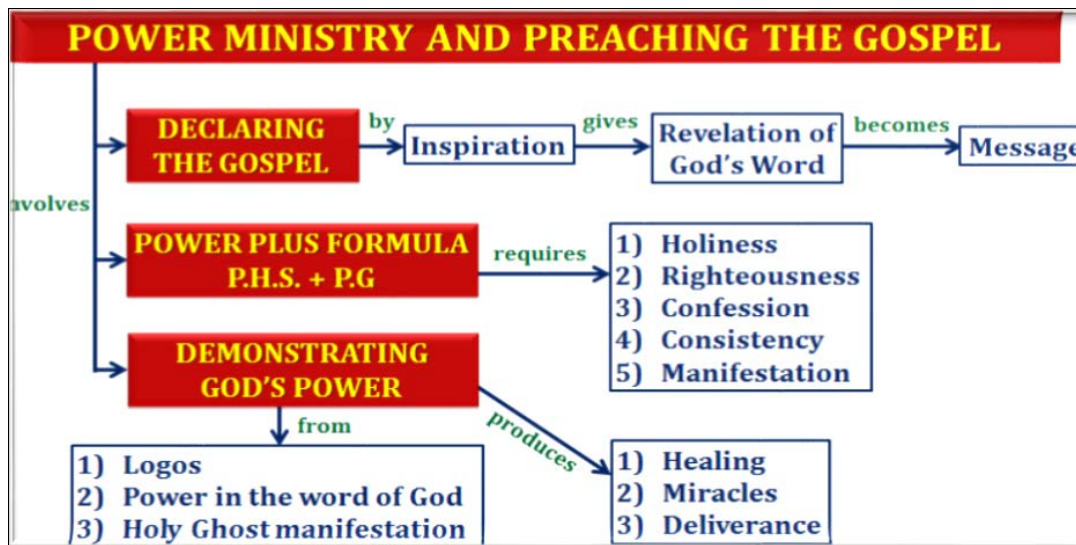 POWER MINISTRY AND PREACHING THE GOSPEL
DECLARING
THE GOSPEL
by
Inspiration
gives
Revelation of
God's Word
becomes
Message
nvolves
POWER PLUS FORMULA
P.H.S. + P.G
requires
1) Holiness
2) Righteousness
3) Confession
4) Consistency
5) Manifestation
DEMONSTRATING
GOD'S POWER
from
1) Logos
2) Power in the word of God
3) Holy Ghost manifestation
produces
1) Healing
2) Miracles
3) Deliverance